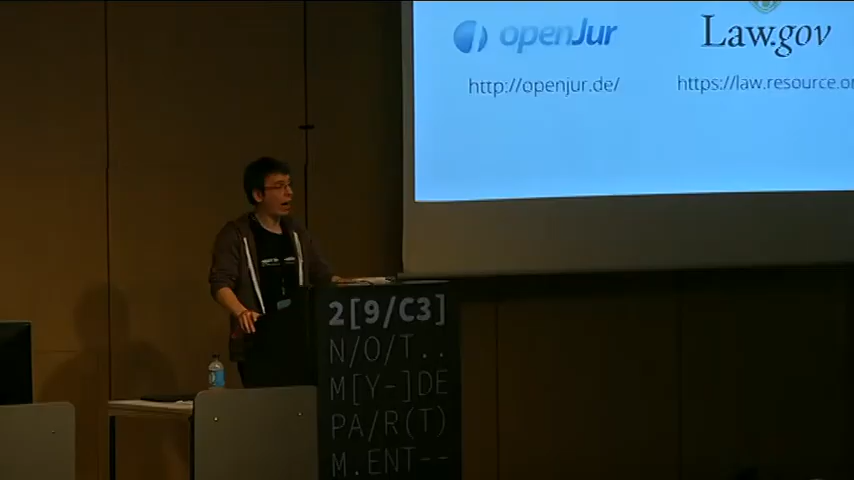 openJur
Law.gov
http://openjur.de/
https://law.resource.or
2[9/C3]
N/O/T...
M[Y-]DE
PA/R(T)
M.ENT--